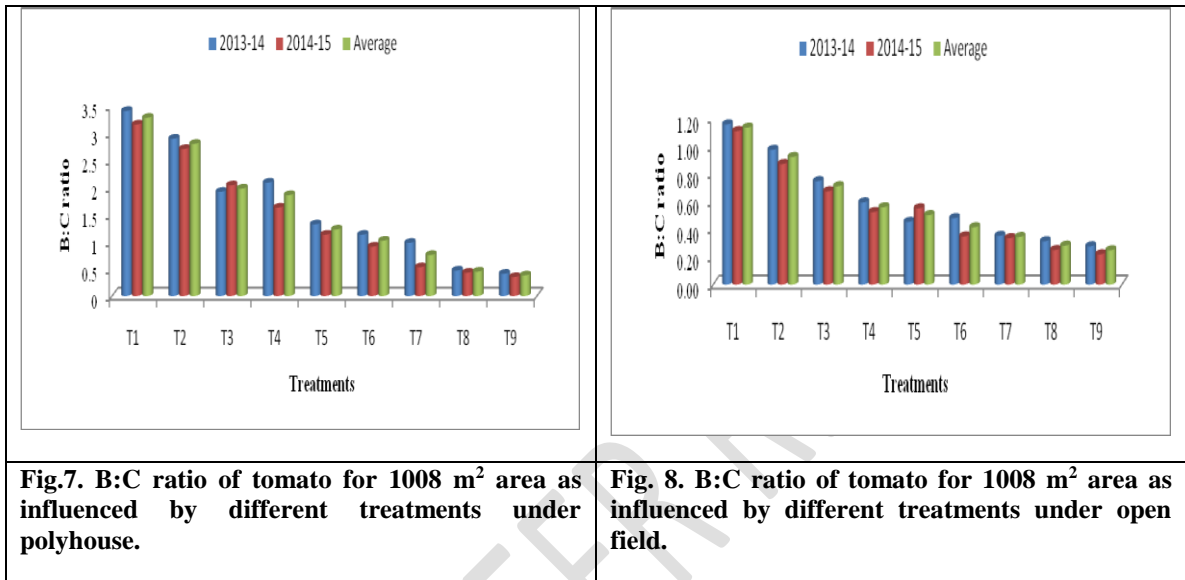 2013-14 2014-15 Average
3.5
3
2.5
2
1.5
1
0.5
0
B:C ratio
T1 T2 T3 T4 T5 T6 T7 T8 T9
Treatments
Fig.7. B:C ratio of tomato for 1008 m² area as
influenced by different treatments under
polyhouse.
2013-14 2014-15 Average
1.20
1.00
0.80
0.60
0.40
0.20
0.00
B:C ratio
T1 T2 T3 T4 T5 T6 T7 T8 T9
Treatments
Fig. 8. B:C ratio of tomato for 1008 m² area as
influenced by different treatments under open
field.